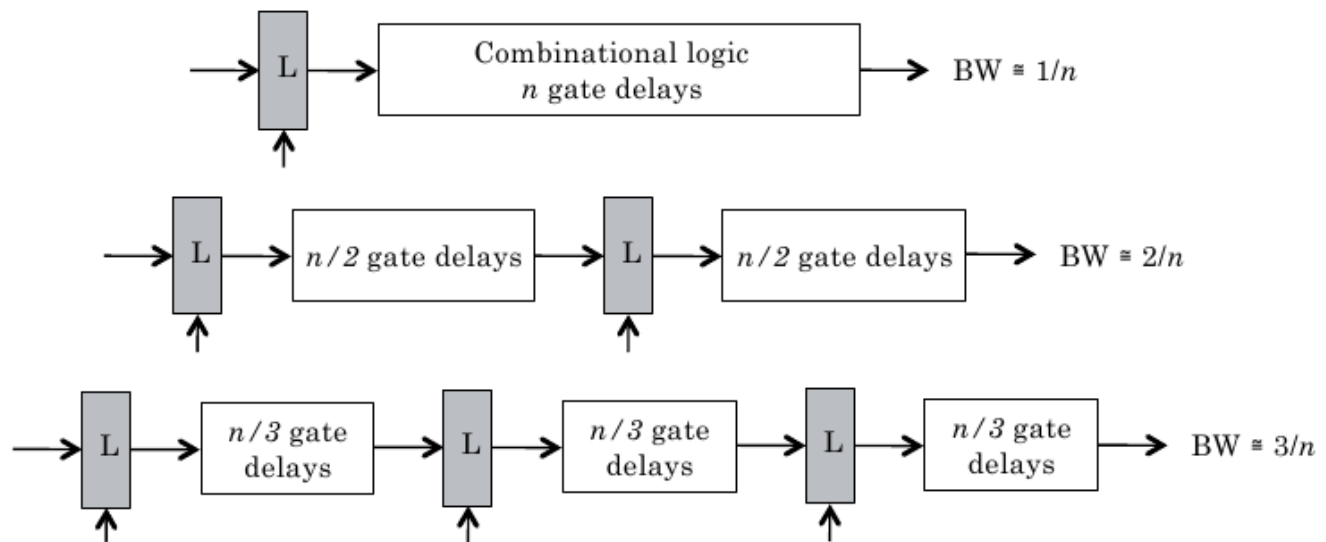 L
Combinational logic
n gate delays
BW ≅ 1/n
L
n/2 gate delays
L
n/2 gate delays
BW ≅ 2/n
L
n/3 gate
delays
L
n/3 gate
delays
L
n/3 gate
delays
BW ≅ 3/n